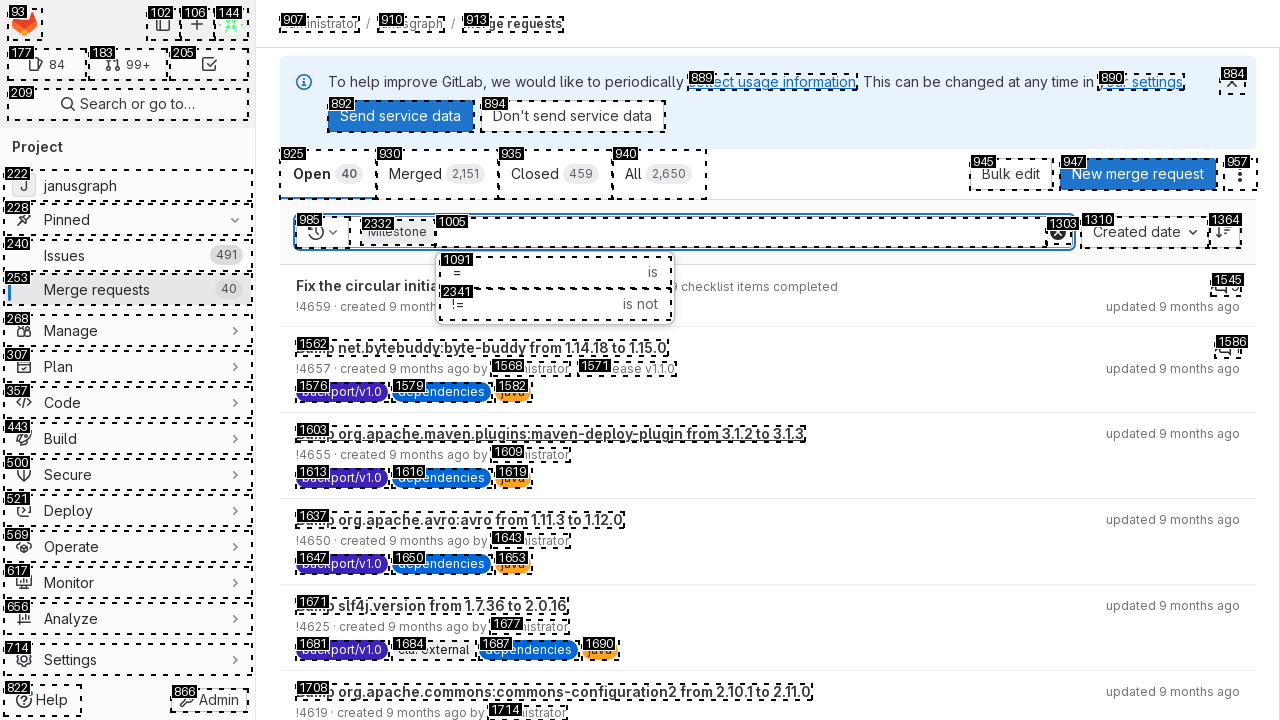 93
102
106
144
177
84
183
99+
205
209
Search or go to…
Project
222
J
janusgraph
228
Pinned
240
Issues
491
253
Merge requests
40
268
Manage
307
Plan
357
Code
443
Build
500
Secure
521
Deploy
569
Operate
617
Monitor
656
Analyze
714
Settings
822
Help
866
Admin
907
/
910
/
913
Merge requests
To help improve GitLab, we would like to periodically
889
collect usage information. This can be changed at any time in
890
your settings
884
892
Send service data
894
Don't send service data
925
Open 40
930
Merged 2,151
935
Closed 459
940
All 2,650
945
Bulk edit
947
New merge request
957
985
2332
Milestone
1005
1303
1310
Created date
1364
1091
= is
2341
!= is not
Fix the circular
checklist items completed
1545
!4659 · created 9
updated 9 months ago
1562
net.bytebuddy:byte-buddy from 1.14.18 to 1.15.0
1586
!4657 · created 9 months ago by
1568
1571
v1.1.0
updated 9 months ago
1576
backport/v1.0
1579
dependencies
1582
java
1603
org.apache.maven.plugins:maven-deploy-plugin from 3.1.2 to 3.1.3
updated 9 months ago
!4655 · created 9 months ago by
1609
1613
backport/v1.0
1616
dependencies
1619
java
1637
org.apache.avro:avro from 1.11.3 to 1.12.0
updated 9 months ago
!4650 · created 9 months ago by
1643
1647
backport/v1.0
1650
dependencies
1653
java
1671
slf4j.version from 1.7.36 to 2.0.16
updated 9 months ago
!4625 · created 9 months ago by
1677
1681
backport/v1.0
1684
cla: external
1687
dependencies
1690
java
1708
org.apache.commons:commons-configuration2 from 2.10.1 to 2.11.0
updated 9 months ago
!4619 · created 9 months ago by
1714